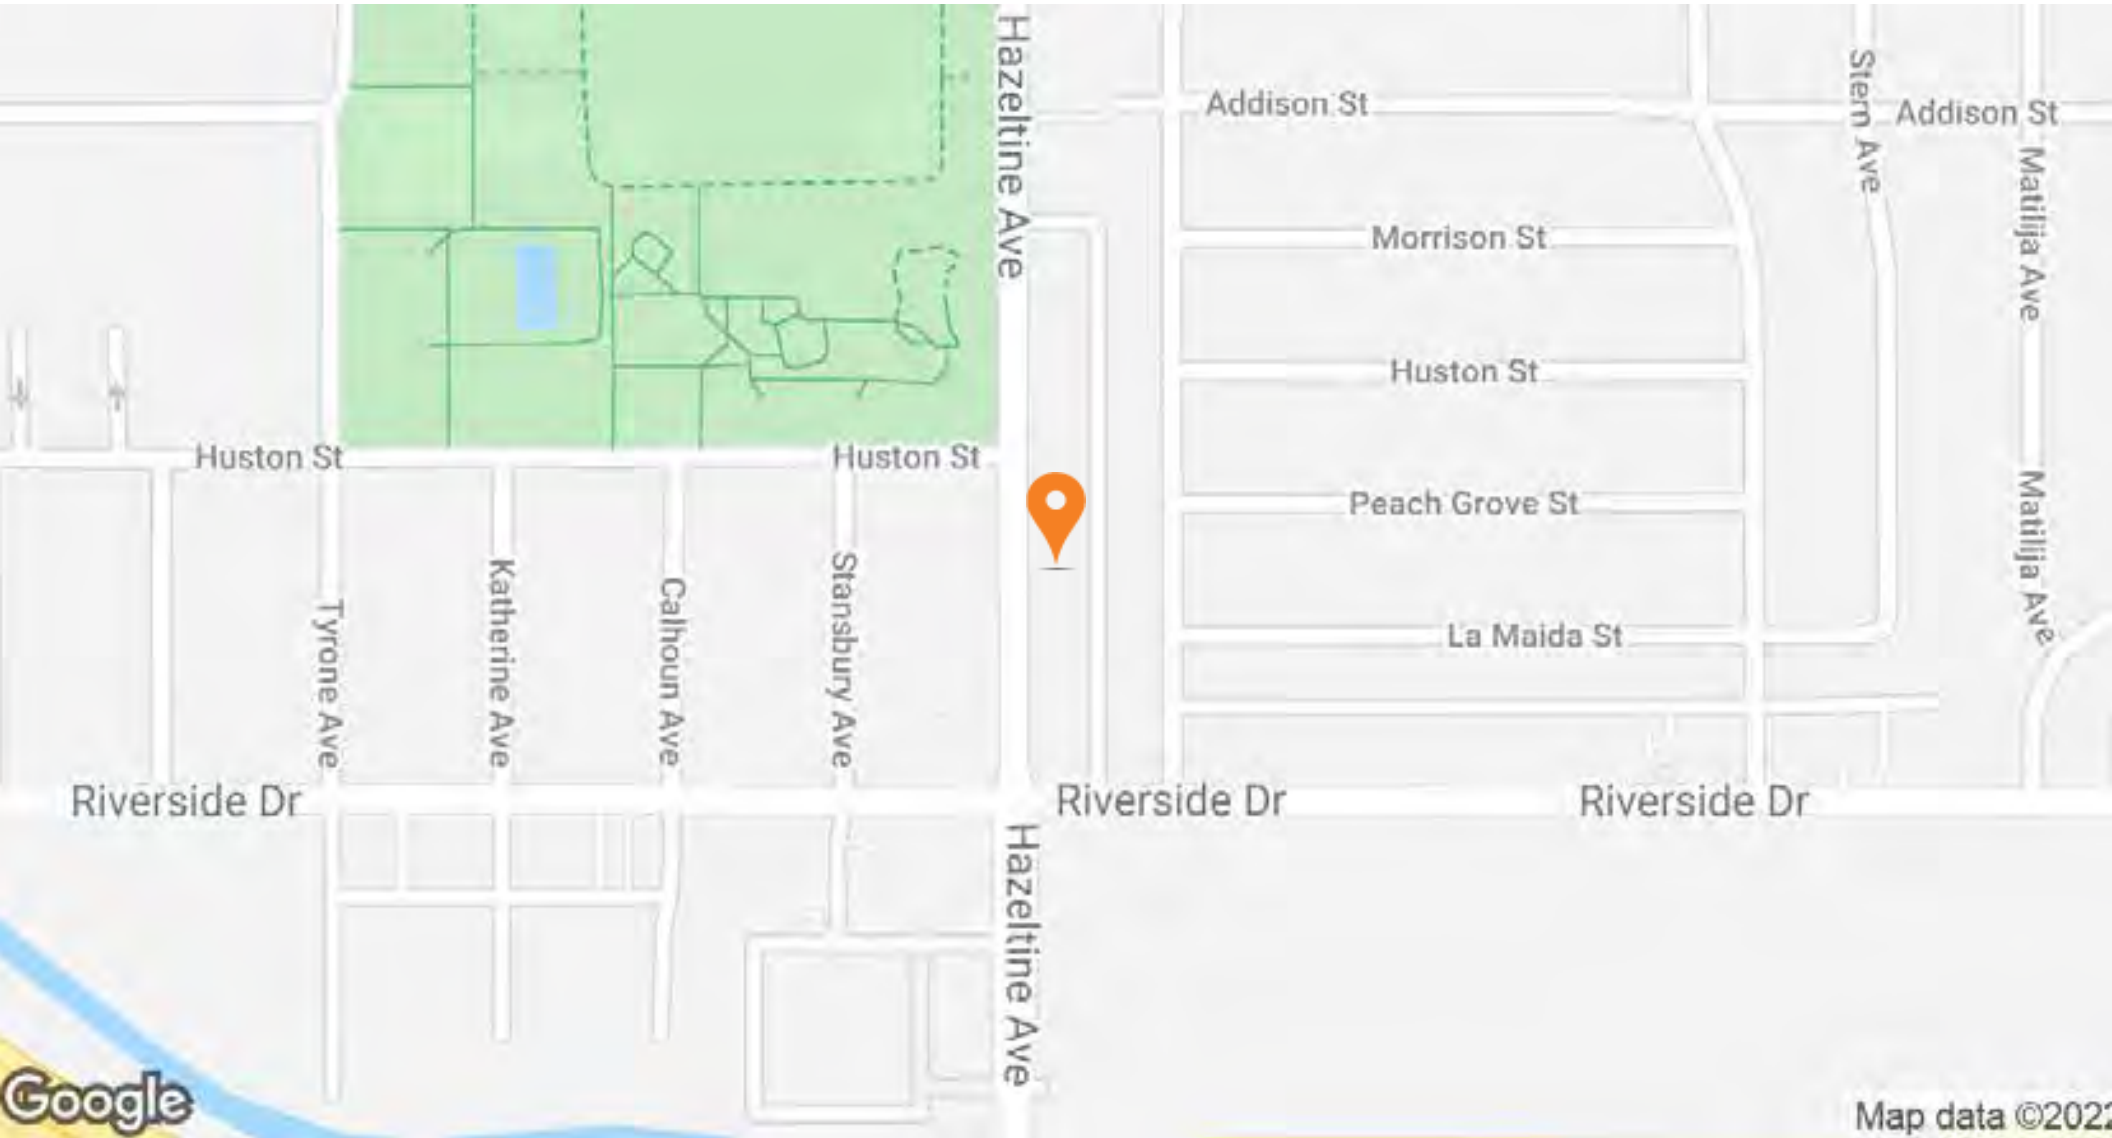 Hazeltine Ave
Addison St
Stern Ave
Addison St
Matilija Ave
Morrison St
Huston St
Huston St
Huston St
Peach Grove St
Matilija Ave
Tyrone Ave
Katherine Ave
Calhoun Ave
Stansbury Ave
La Maida St
Riverside Dr
Riverside Dr
Riverside Dr
Hazeltine Ave
Google
Map data ©2022